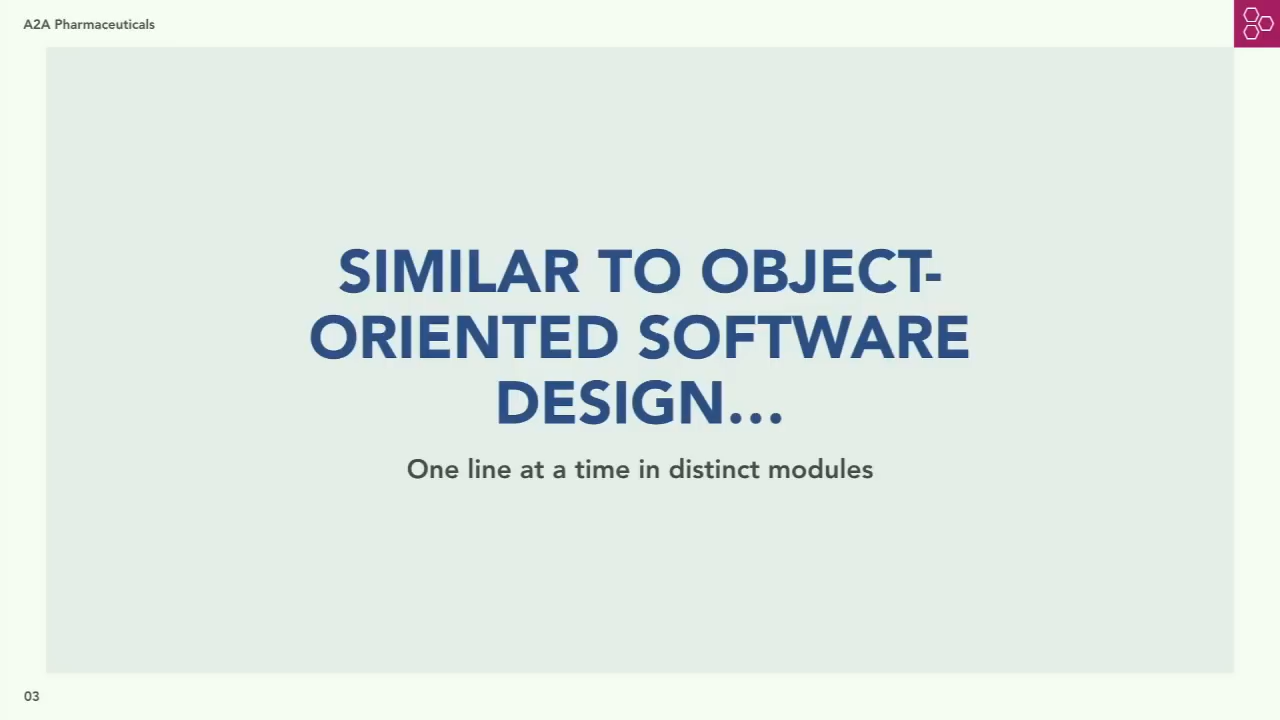 A2A Pharmaceuticals
SIMILAR TO OBJECT-
ORIENTED SOFTWARE
DESIGN...
One line at a time in distinct modules
03